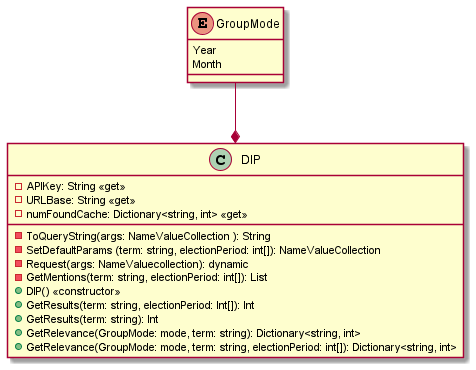 E GroupMode
Year
Month
C DIP
APIKey: String «get»
URLBase: String «get»
numFoundCache: Dictionary<string, int> «get»
ToQueryString(args: NameValueCollection ): String
SetDefaultParams (term: string, electionPeriod: int[]): NameValueCollection
Request(args: NameValuecollection): dynamic
GetMentions(term: string, electionPeriod: int[]): List
DIP() «constructor»
GetResults(term: string, electionPeriod: Int[]): Int
GetResults(term: string): Int
GetRelevance(GroupMode: mode, term: string): Dictionary<string, int>
GetRelevance(GroupMode: mode, term: string, electionPeriod: int[]): Dictionary<string, int>